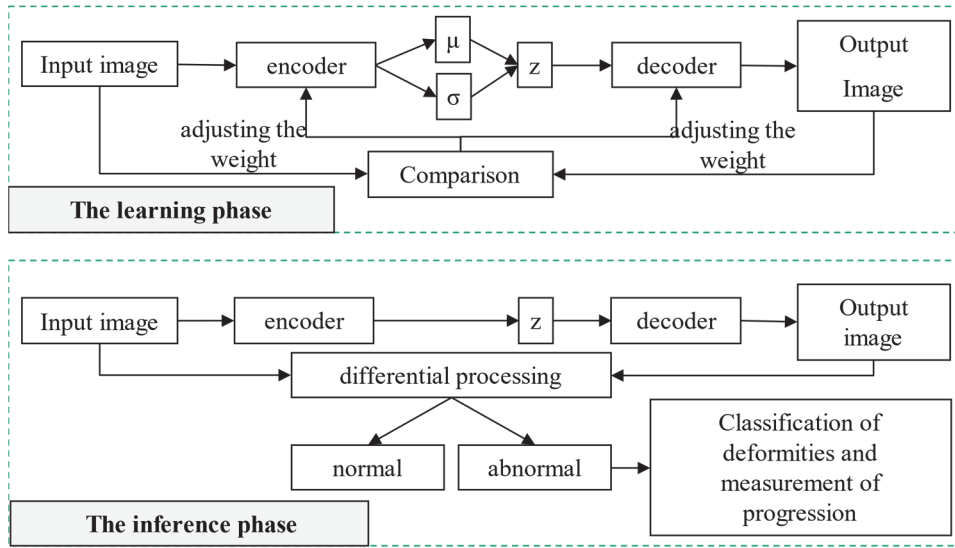 Input image
encoder
μ
σ
z
decoder
Output
Image
adjusting the
weight
adjusting the
weight
Comparison
The learning phase
Input image
encoder
z
decoder
Output
image
differential processing
normal
abnormal
Classification of
deformities and
measurement of
progression
The inference phase